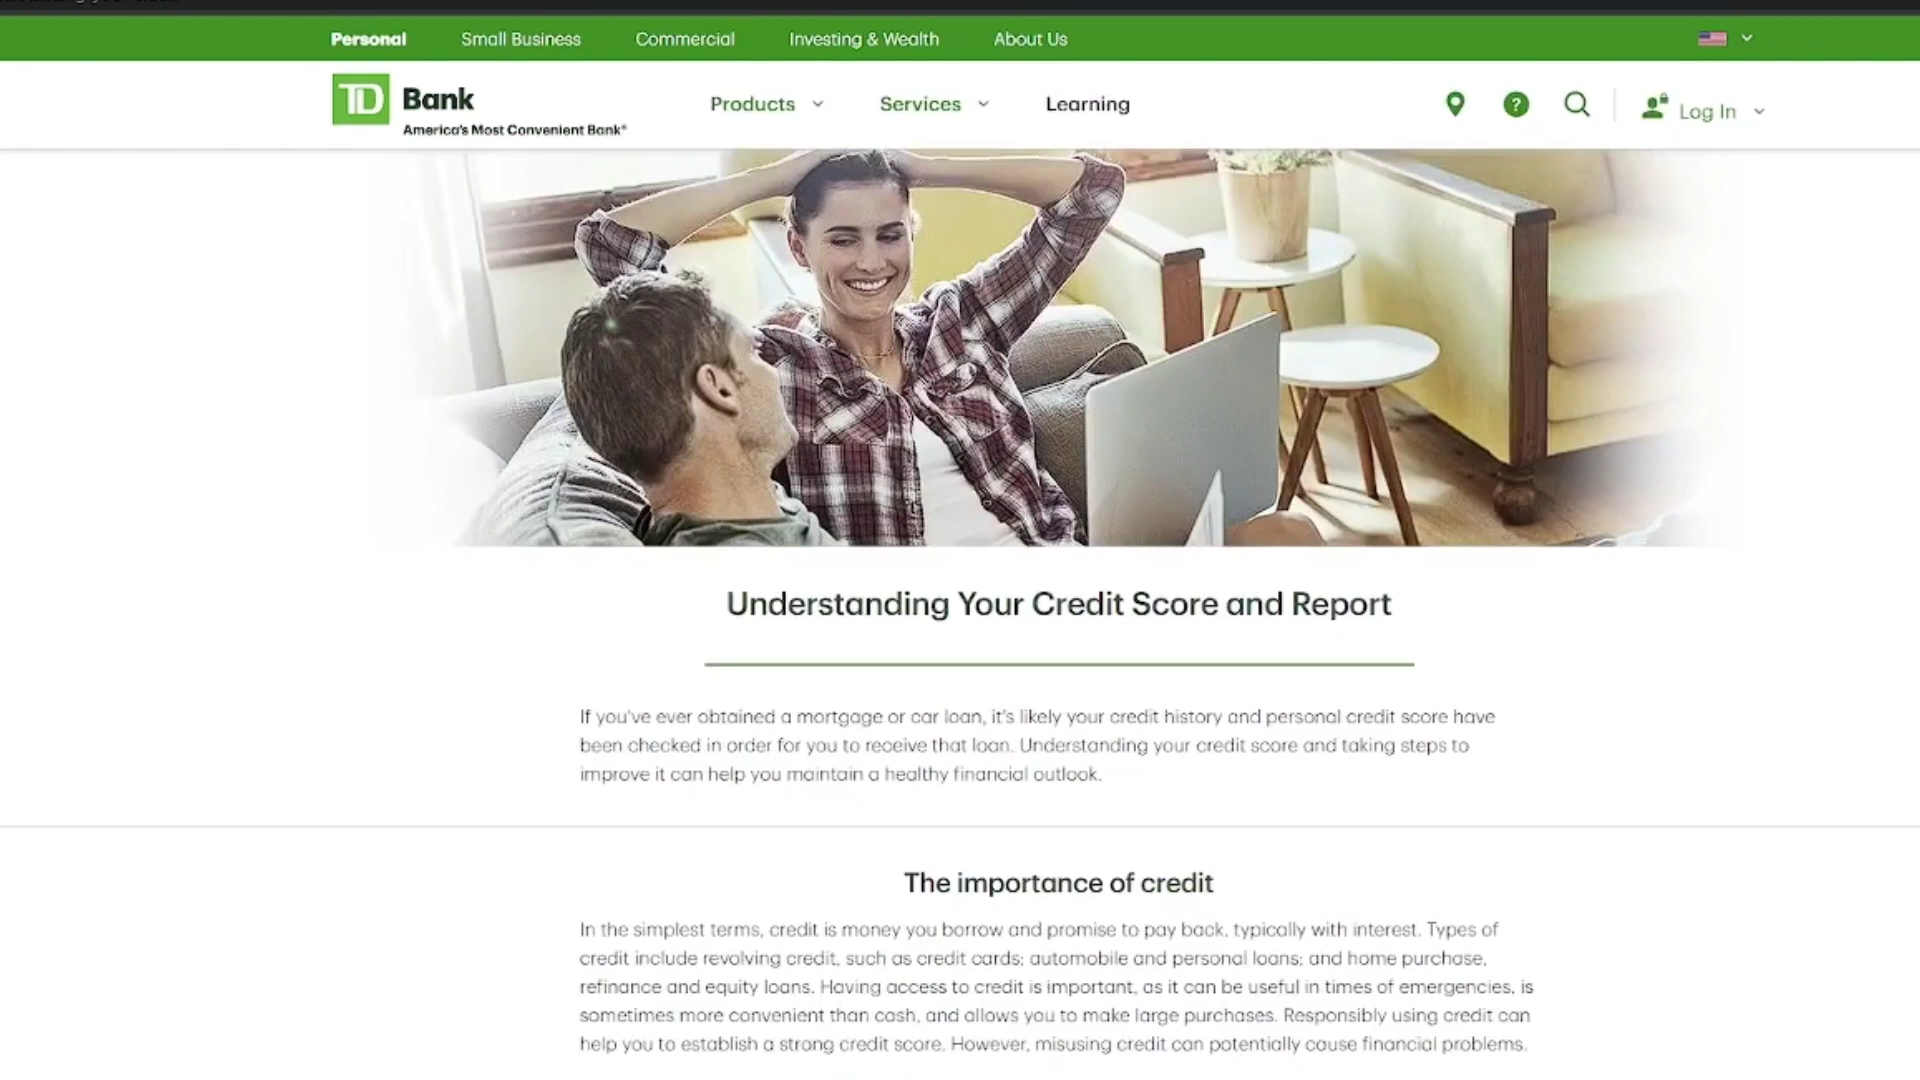 Personal Small Business Commercial Investing & Wealth About Us
TD Bank
America's Most Convenient Bank®
Products Services Learning
? Log In
Understanding Your Credit Score and Report
If you've ever obtained a mortgage or car loan, it's likely your credit history and personal credit score have
been checked in order for you to receive that loan. Understanding your credit score and taking steps to
improve it can help you maintain a healthy financial outlook.
The importance of credit
In the simplest terms, credit is money you borrow and promise to pay back, typically with interest. Types of
credit include revolving credit, such as credit cards; automobile and personal loans; and home purchase,
refinance and equity loans. Having access to credit is important, as it can be useful in times of emergencies, is
sometimes more convenient than cash, and allows you to make large purchases. Responsibly using credit can
help you to establish a strong credit score. However, misusing credit can potentially cause financial problems.